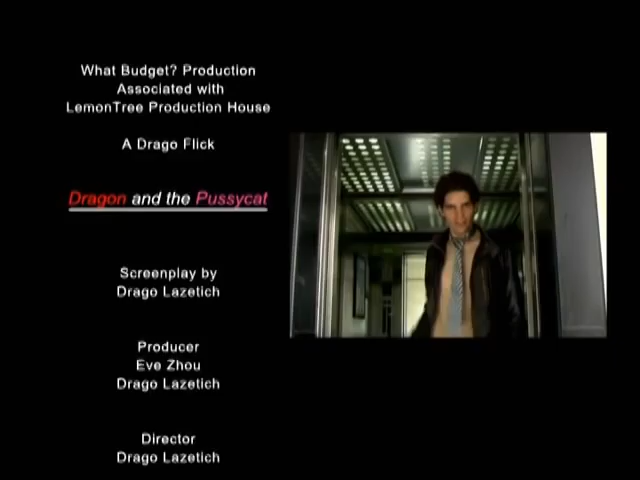 What Budget? Production
Associated with
LemonTree Production House
A Drago Flick
Dragon and the Pussycat
Screenplay by
Drago Lazetich
Producer
Eve Zhou
Drago Lazetich
Director
Drago Lazetich